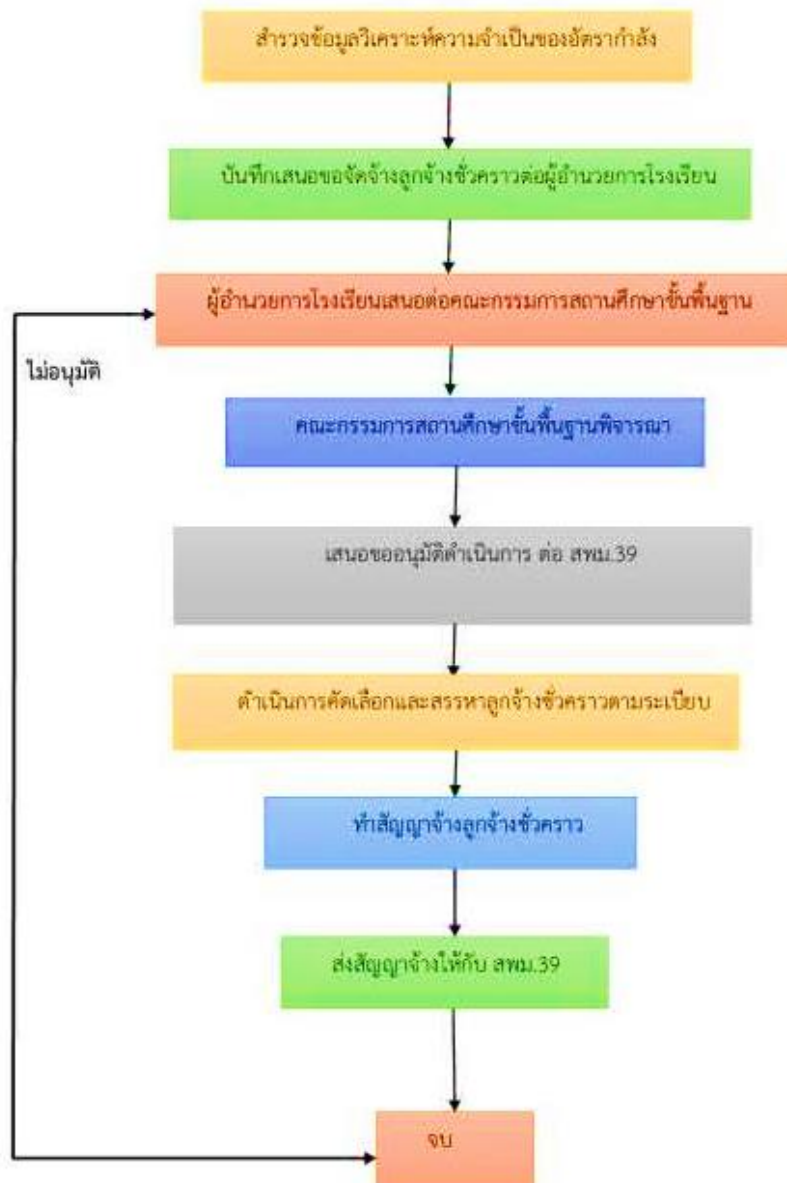 สำรวจข้อมูลวิเคราะห์ความจำเป็นของอัตรากำลัง
บันทึกเสนอขอจัดจ้างลูกจ้างชั่วคราวต่อผู้อำนวยการโรงเรียน
ผู้อำนวยการโรงเรียนเสนอต่อคณะกรรมการสถานศึกษาขั้นพื้นฐาน
ไม่อนุมัติ
คณะกรรมการสถานศึกษาขั้นพื้นฐานพิจารณา
เสนอขออนุมัติดำเนินการ ต่อ สพม.39
ดำเนินการคัดเลือกและสรรหาลูกจ้างชั่วคราวตามระเบียบ
ทำสัญญาจ้างลูกจ้างชั่วคราว
ส่งสัญญาจ้างให้กับ สพม.39
จบ